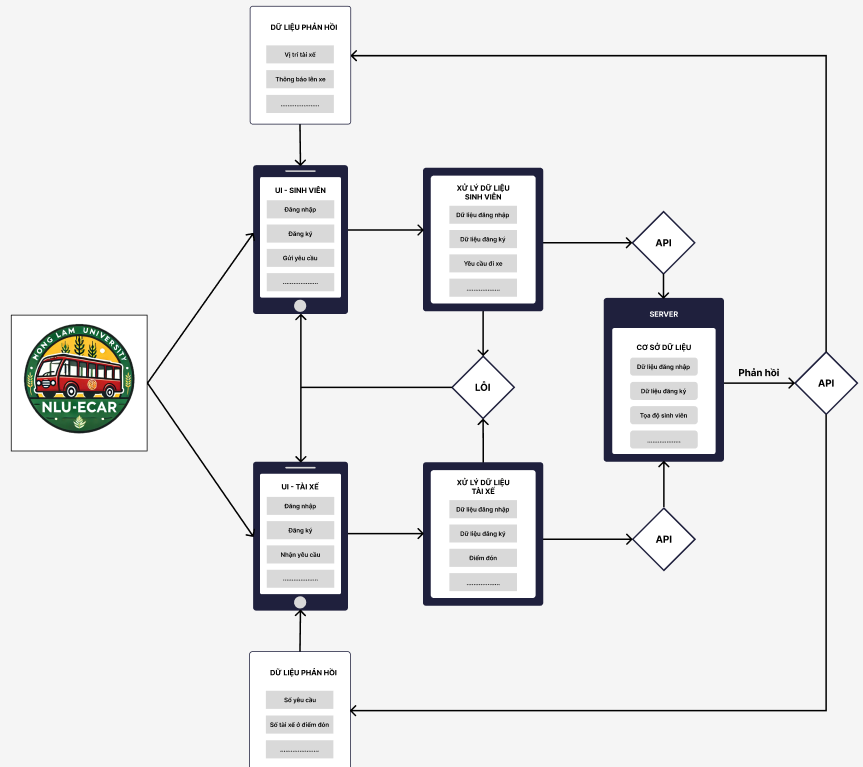 DỮ LIỆU PHẢN HỒI
Vị trí tài xế
Thông báo lên xe
.....................
UI - SINH VIÊN
Đăng nhập
Đăng ký
Gửi yêu cầu
.....................
XỬ LÝ DỮ LIỆU
SINH VIÊN
Dữ liệu đăng nhập
Dữ liệu đăng ký
Yêu cầu đi xe
.....................
API
SERVER
CƠ SỞ DỮ LIỆU
Dữ liệu đăng nhập
Dữ liệu đăng ký
Tọa độ sinh viên
.....................
Phản hồi
API
NONG LAM UNIVERSITY
NLU-ECAR
LỖI
UI - TÀI XẾ
Đăng nhập
Đăng ký
Nhận yêu cầu
.....................
XỬ LÝ DỮ LIỆU
TÀI XẾ
Dữ liệu đăng nhập
Dữ liệu đăng ký
Điểm đón
.....................
API
DỮ LIỆU PHẢN HỒI
Số yêu cầu
Số tài xế ở điểm đón
.....................